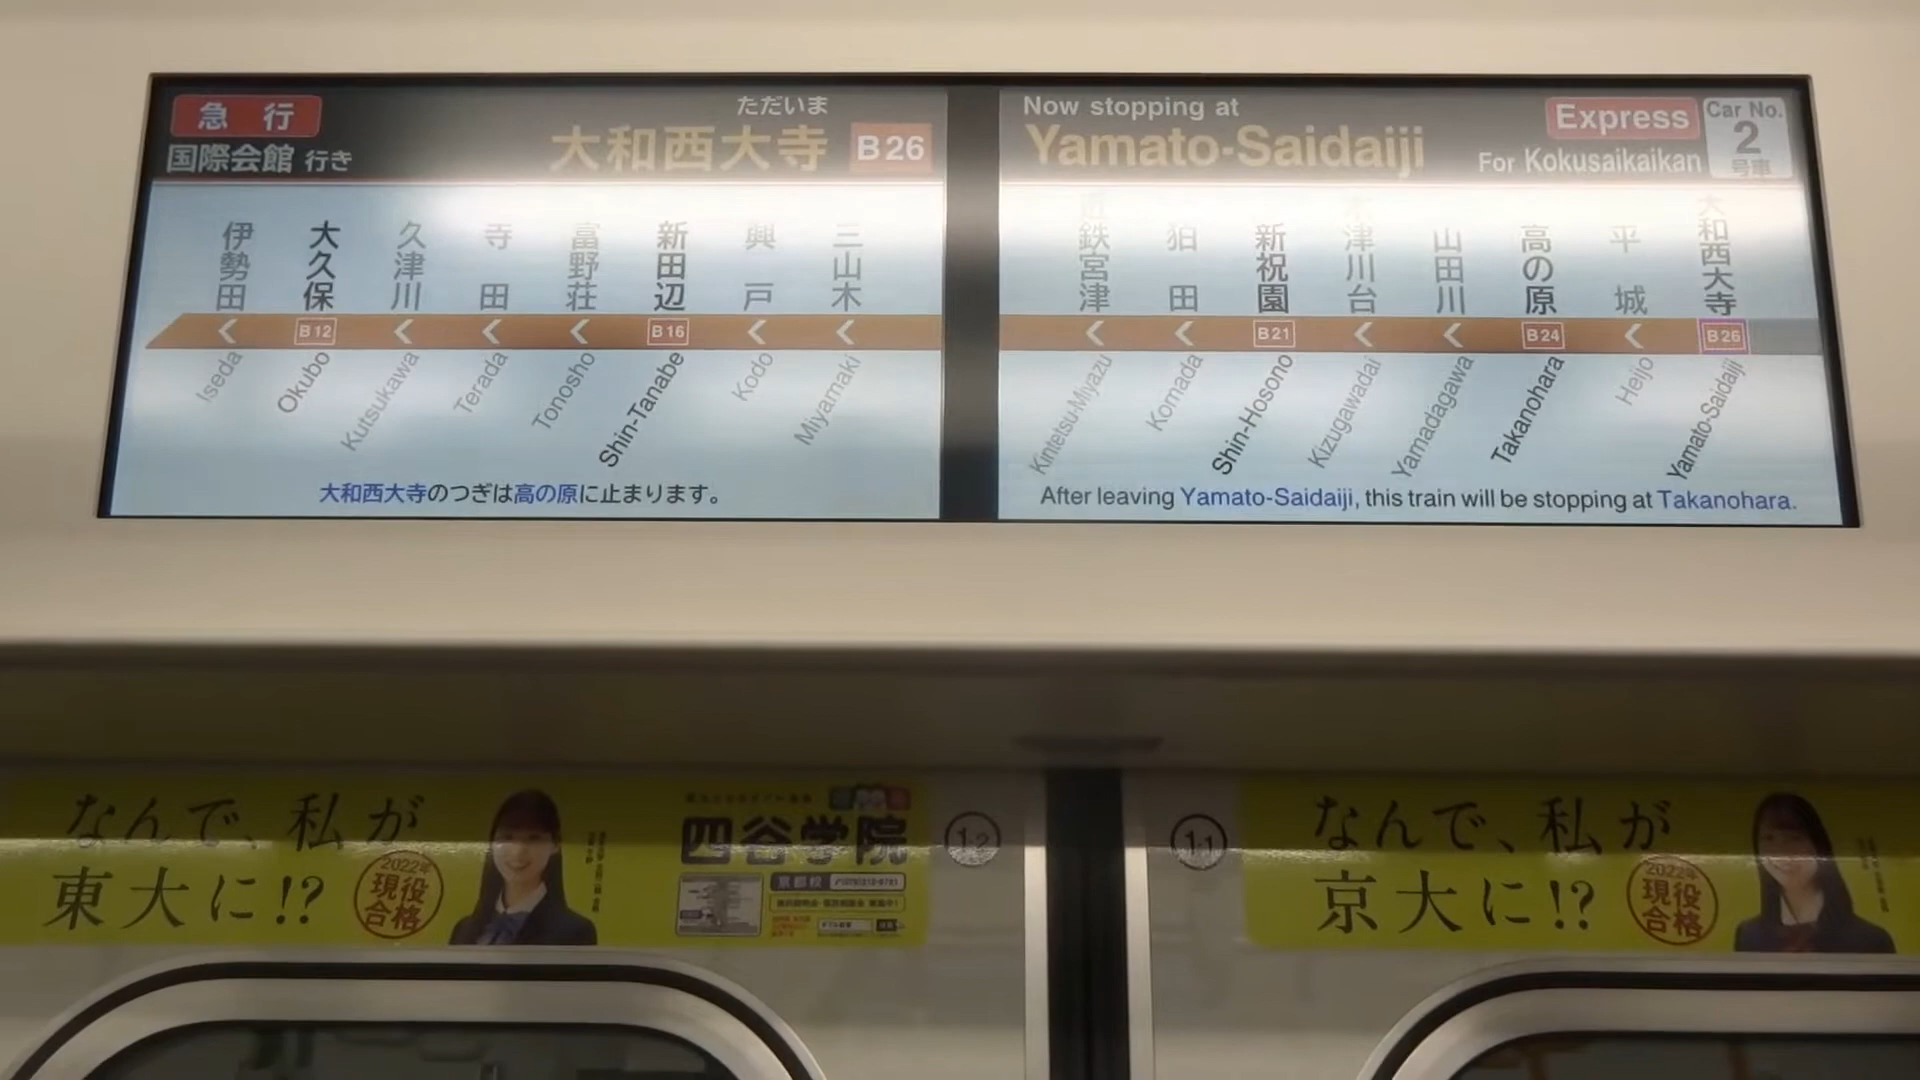 急 行
国際会館 行き
ただいま
大和西大寺 B26
伊勢田
大久保
久津川
寺田
富野荘
新田辺
興戸
三山木
B12
B16
Iseda
Okubo
Kutsukawa
Terada
Tonosho
Shin-Tanabe
Kodo
Miyamaki
大和西大寺のつぎは高の原に止まります。
Now stopping at
Yamato-Saidaiji
Express
For Kokusaikaikan
Car No.
2
号車
近鉄宮津
狛田
新祝園
木津川台
山田川
高の原
平城
大和西大寺
B21
B24
B26
Kintetsu-Miyazu
Komada
Shin-Hosono
Kizugawadai
Yamadagawa
Takanohara
Heijo
Yamato-Saidaiji
After leaving Yamato-Saidaiji, this train will be stopping at Takanohara.
なんで、私が
東大に!?
2022年
現役
合格
四谷学院
京都校
1-2
1-1
なんで、私が
京大に!?
2022年
現役
合格